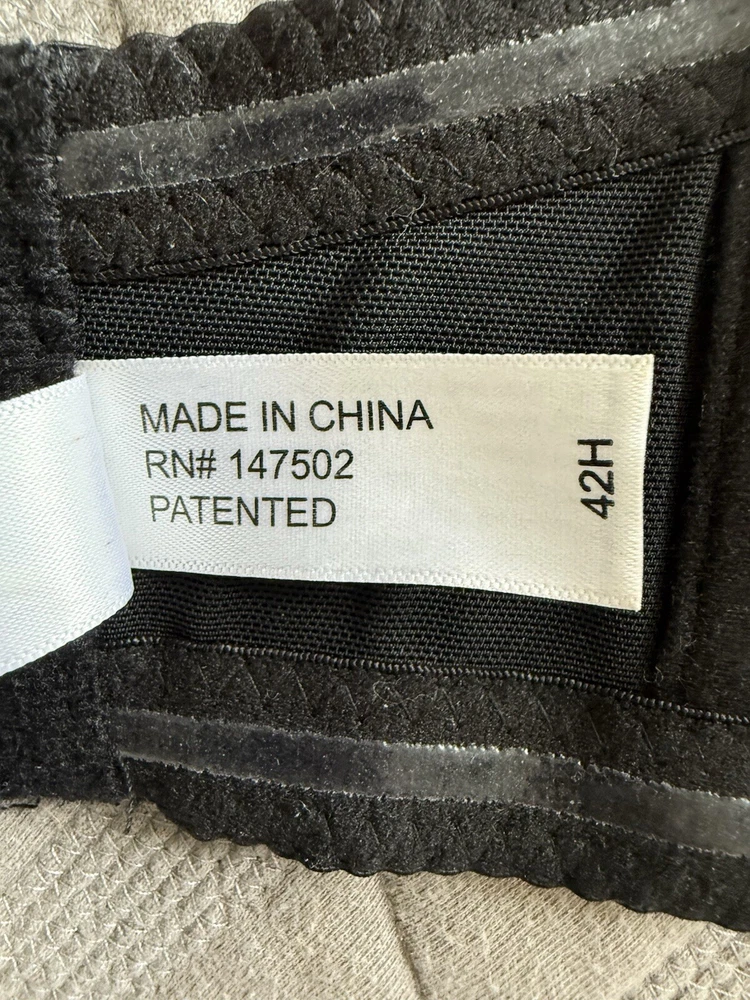 MADE IN CHINA
RN# 147502
PATENTED
42H